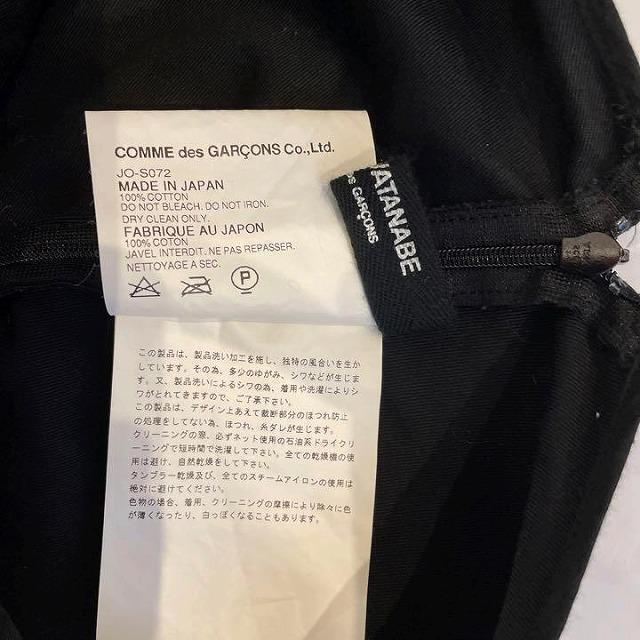 COMME des GARÇONS Co.,Ltd.
JO-S072
MADE IN JAPAN
100% COTTON
DO NOT BLEACH. DO NOT IRON.
DRY CLEAN ONLY.
FABRIQUE AU JAPON
100% COTON
JAVEL INTERDIT. NE PAS REPASSER.
NETTOYAGE A SEC.
P
WATANABE
GARÇONS
この製品は、製品洗い加工を施し、独特の風合いを生か
しています。その為、多少のゆがみ、シワなどが生じま
す。又、製品洗いによるシワの為、着用や洗濯によりシ
ワがとれてきますので、ご了承下さい。
この製品は、デザイン上あえて裁断部分のほつれ防止
の処理をしてない為、ほつれ、糸ダレが生じます。
クリーニングの際、必ずネット使用の石油系ドライクリ
ーニングで短時間で洗濯して下さい。全ての乾燥機の使
用は避け、自然乾燥をして下さい。
タンブラー乾燥及び、全てのスチームアイロンの使用は
絶対に避けてください。
色物の場合、着用、クリーニングの摩擦により除々に色
が薄くなったり、白っぽくなることもあります。